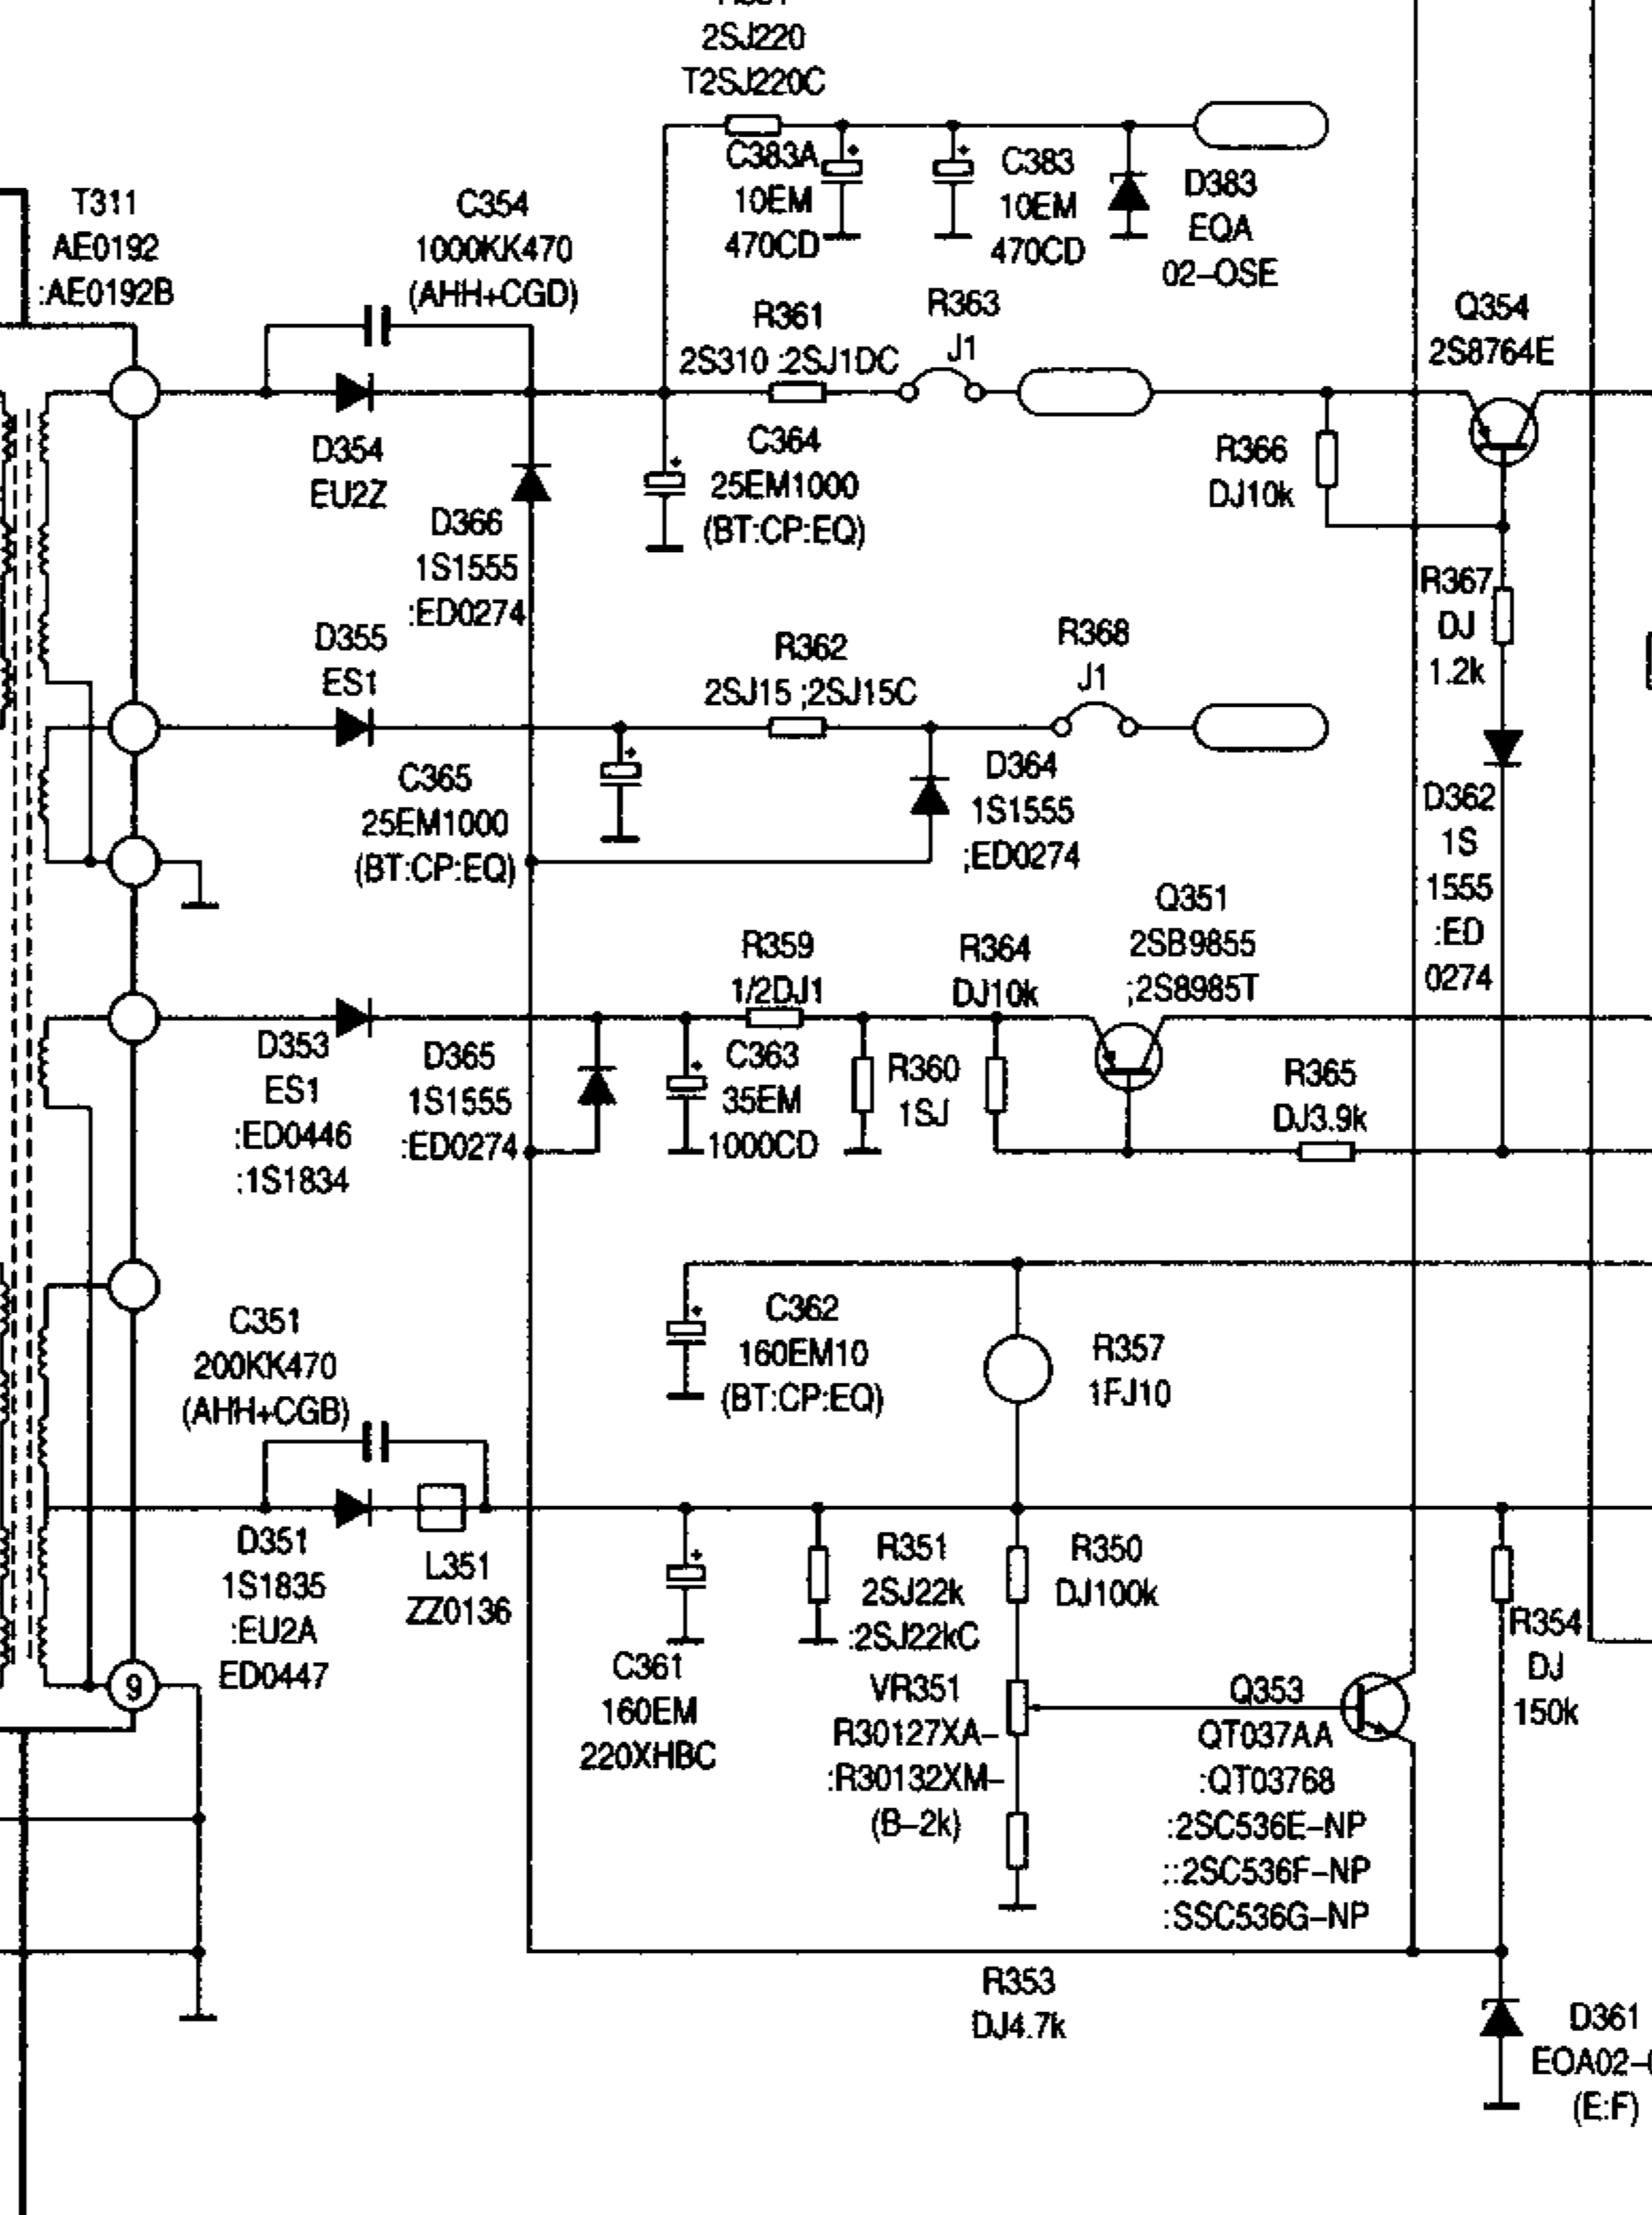 2SJ220
T2SJ220C
C383A
10EM
470CD
C383
10EM
470CD
D383
EQA
02-OSE
T311
AE0192
:AE0192B
C354
1000KK470
(AHH+CGD)
R361
2S310 :2SJ1DC
R363
J1
Q354
2S8764E
D354
EU2Z
C364
25EM1000
(BT:CP:EQ)
R366
DJ10k
D366
1S1555
:ED0274
R367
DJ
1.2k
D355
ES1
R362
2SJ15 ;2SJ15C
R368
J1
C365
25EM1000
(BT:CP:EQ)
D364
1S1555
;ED0274
D362
1S
1555
:ED
0274
Q351
2SB9855
;2S8985T
R359
1/2DJ1
R364
DJ10k
D353
ES1
:ED0446
:1S1834
D365
1S1555
:ED0274
C363
35EM
1000CD
R360
1SJ
R365
DJ3.9k
C351
200KK470
(AHH+CGB)
C362
160EM10
(BT:CP:EQ)
R357
1FJ10
D351
1S1835
:EU2A
ED0447
L351
ZZ0136
R351
2SJ22k
:2SJ22kC
R350
DJ100k
R354
DJ
150k
9
C361
160EM
220XHBC
VR351
R30127XA-
:R30132XM-
(B-2k)
Q353
QT037AA
:QT03768
:2SC536E-NP
::2SC536F-NP
:SSC536G-NP
R353
DJ4.7k
D361
EOA02-
(E:F)